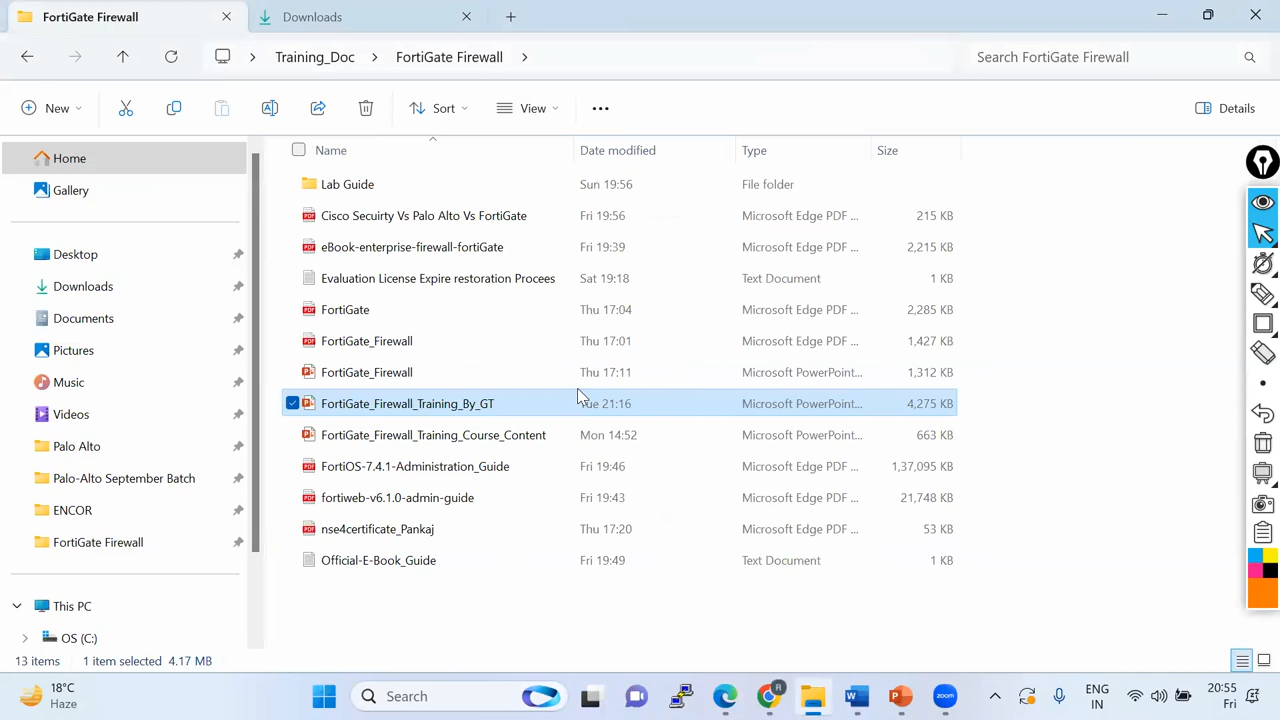 FortiGate Firewall
Downloads
Training_Doc > FortiGate Firewall >
Search FortiGate Firewall
New
Sort
View
Details
Name Date modified Type Size
Home
Gallery
Desktop
Downloads
Documents
Pictures
Music
Videos
Palo Alto
Palo-Alto September Batch
ENCOR
FortiGate Firewall
This PC
OS (C:)
Lab Guide Sun 19:56 File folder
Cisco Secuirty Vs Palo Alto Vs FortiGate Fri 19:56 Microsoft Edge PDF ... 215 KB
eBook-enterprise-firewall-fortiGate Fri 19:39 Microsoft Edge PDF ... 2,215 KB
Evaluation License Expire restoration Procees Sat 19:18 Text Document 1 KB
FortiGate Thu 17:04 Microsoft Edge PDF ... 2,285 KB
FortiGate_Firewall Thu 17:01 Microsoft Edge PDF ... 1,427 KB
FortiGate_Firewall Thu 17:11 Microsoft PowerPoint... 1,312 KB
FortiGate_Firewall_Training_By_GT Tue 21:16 Microsoft PowerPoint... 4,275 KB
FortiGate_Firewall_Training_Course_Content Mon 14:52 Microsoft PowerPoint... 663 KB
FortiOS-7.4.1-Administration_Guide Fri 19:46 Microsoft Edge PDF ... 1,37,095 KB
fortiweb-v6.1.0-admin-guide Fri 19:43 Microsoft Edge PDF ... 21,748 KB
nse4certificate_Pankaj Thu 17:20 Microsoft Edge PDF ... 53 KB
Official-E-Book_Guide Fri 19:49 Text Document 1 KB
13 items 1 item selected 4.17 MB
18°C
Haze
Search
zoom
ENG
IN
20:55
Fri